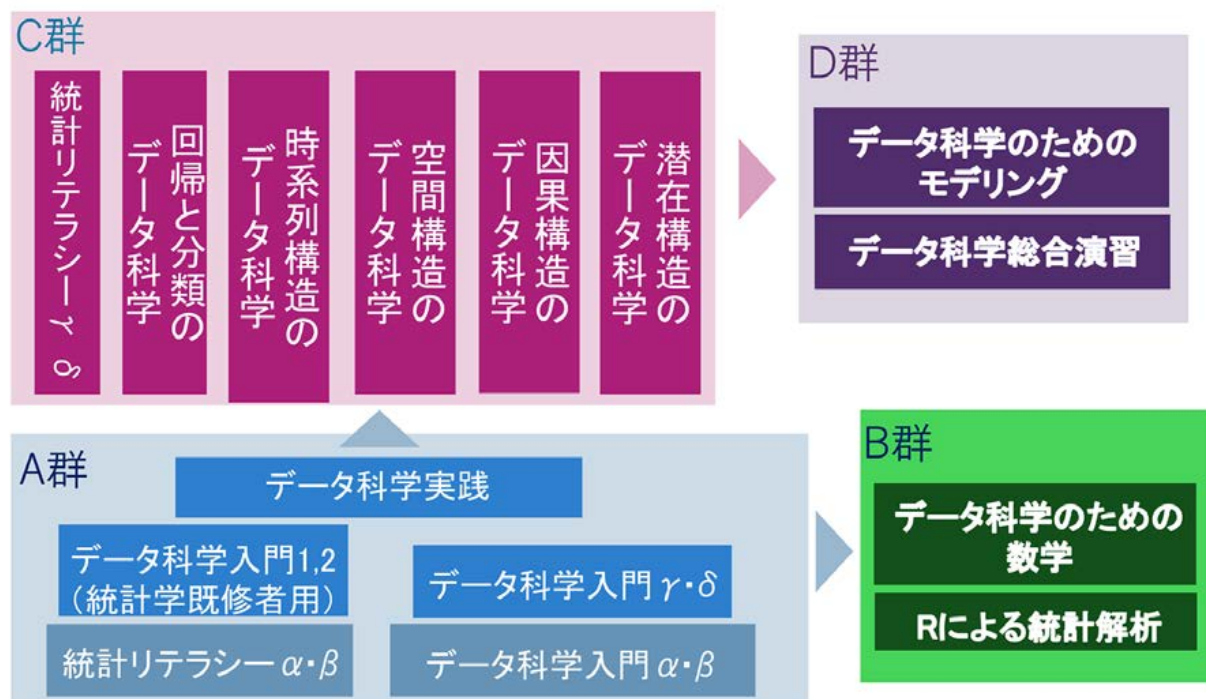 C群
統計リテラシーγ δ
回帰と分類の
データ科学
時系列構造の
データ科学
空間構造の
データ科学
因果構造の
データ科学
潜在構造の
データ科学
D群
データ科学のための
モデリング
データ科学総合演習
A群
データ科学実践
データ科学入門1,2
(統計学既修者用)
データ科学入門γ・δ
統計リテラシーα・β
データ科学入門α・β
B群
データ科学のための
数学
Rによる統計解析